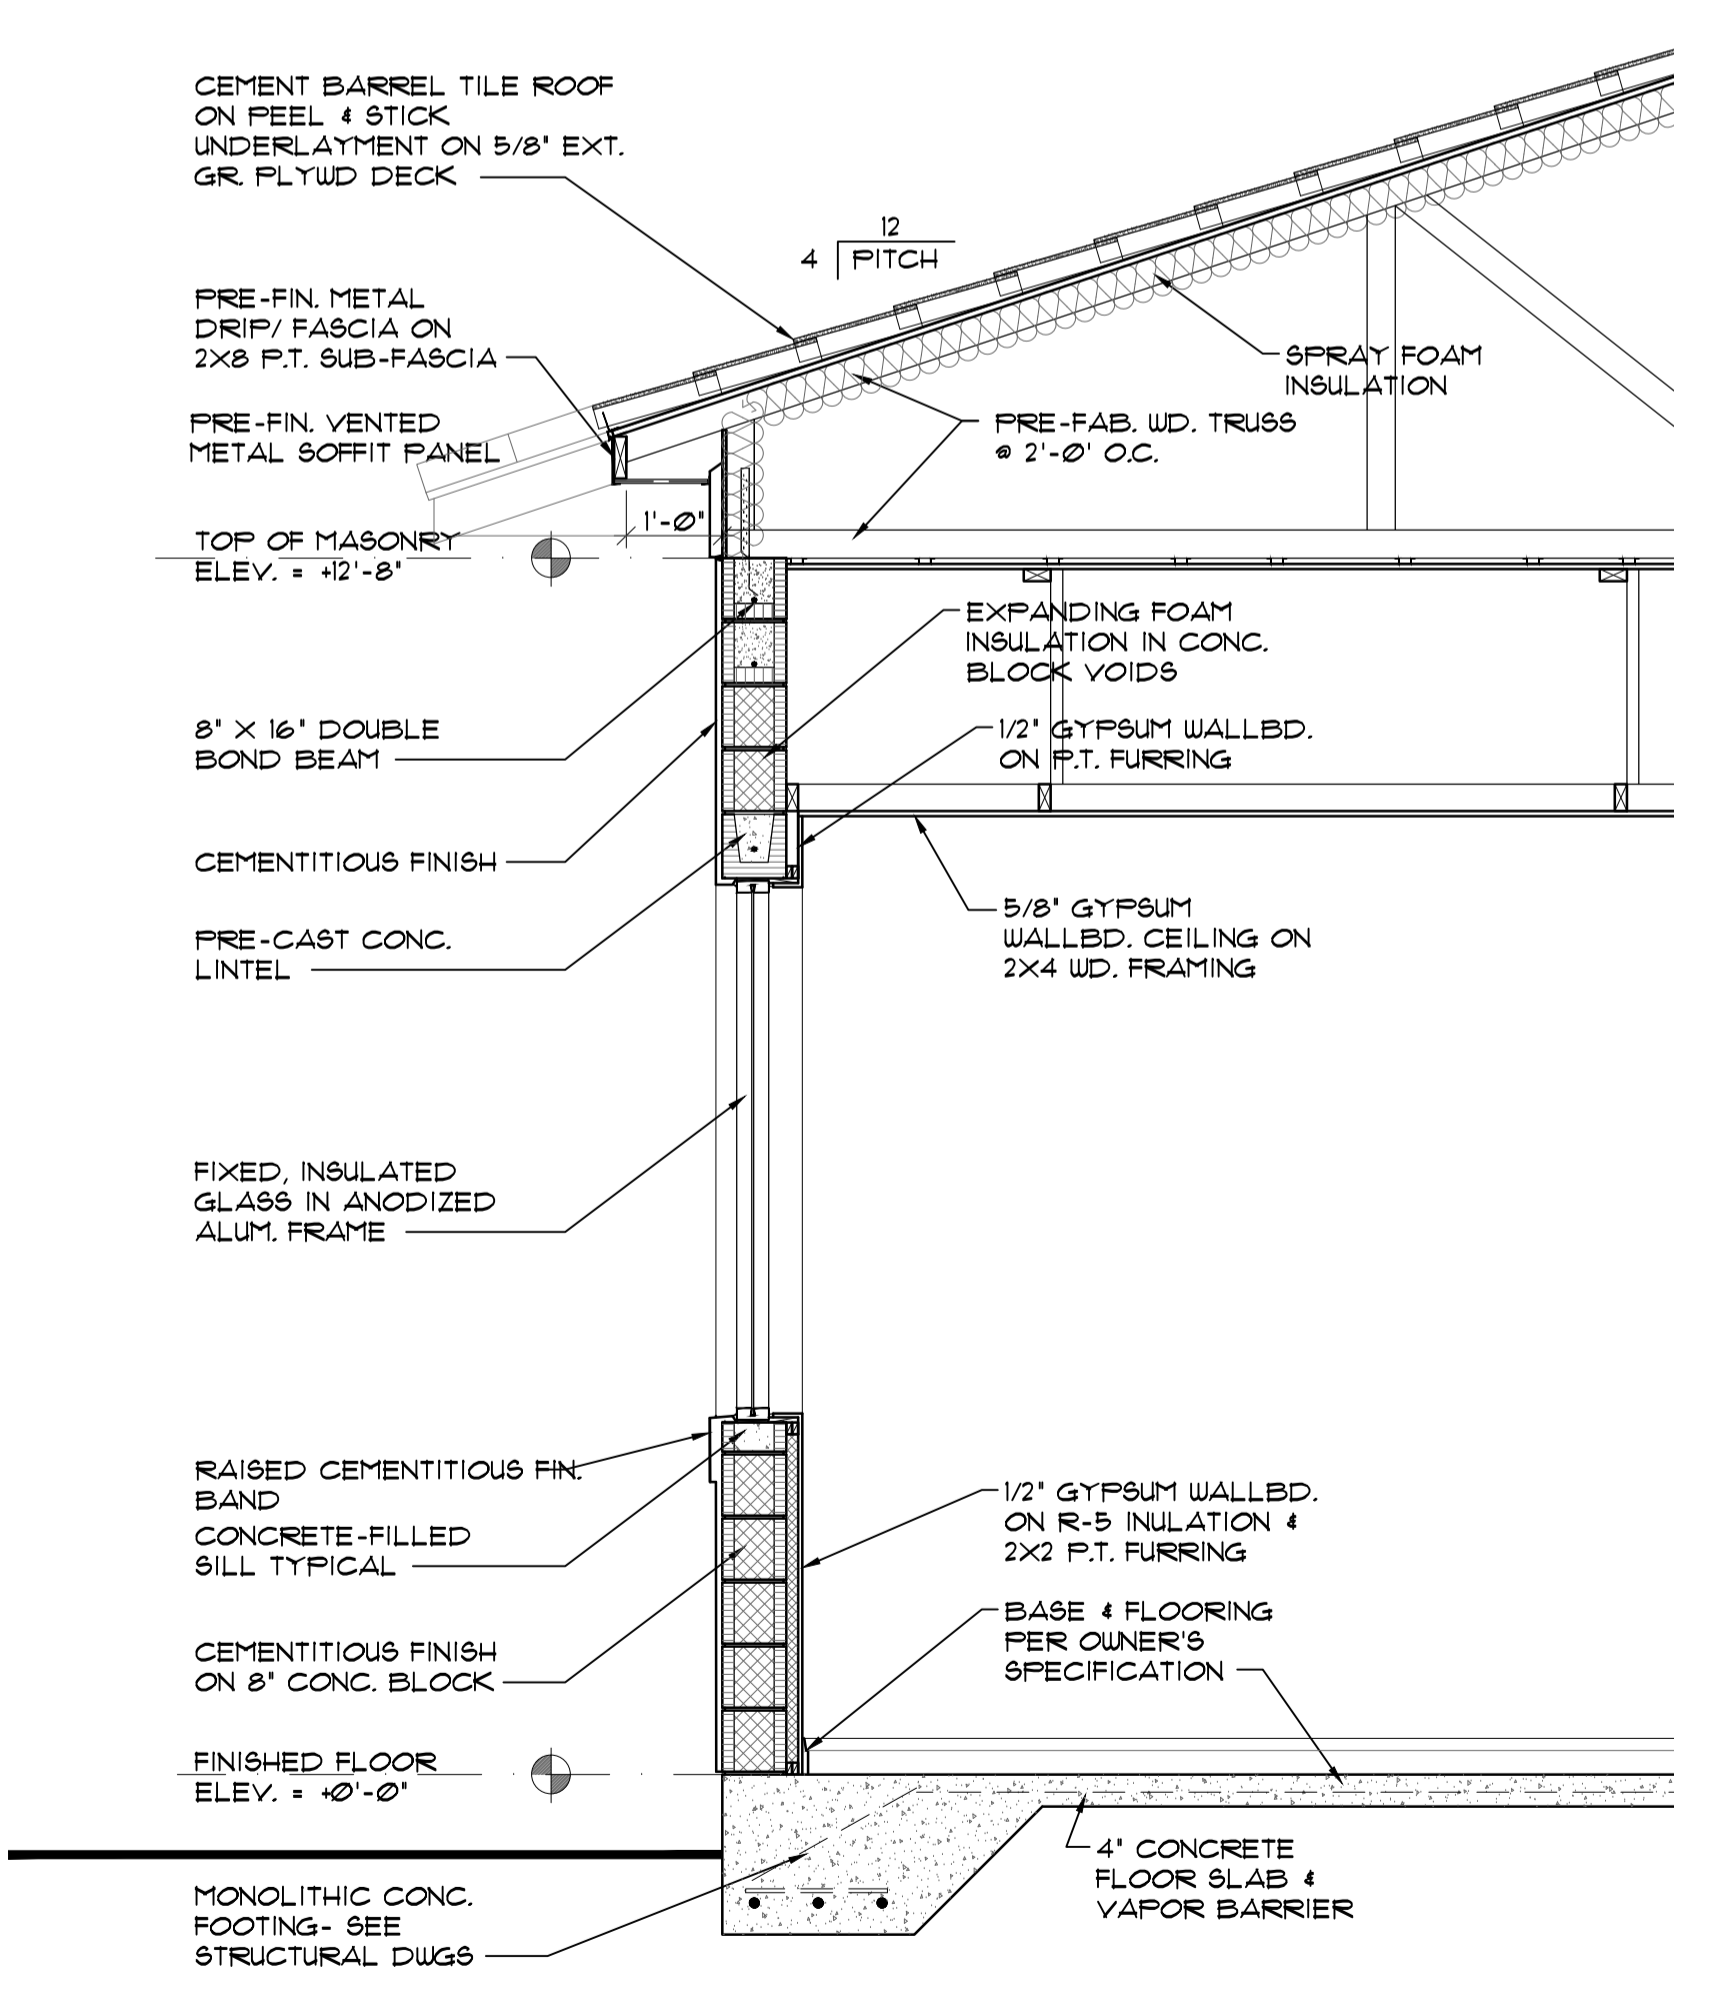 CEMENT BARREL TILE ROOF
ON PEEL & STICK
UNDERLAYMENT ON 5/8" EXT.
GR. PLYWD DECK
12
4 PITCH
PRE-FIN. METAL
DRIP/ FASCIA ON
2X8 P.T. SUB-FASCIA
SPRAY FOAM
INSULATION
PRE-FIN. VENTED
METAL SOFFIT PANEL
PRE-FAB. WD. TRUSS
@ 2'-0' O.C.
1'-0"
TOP OF MASONRY
ELEV. = +12'-8"
EXPANDING FOAM
INSULATION IN CONC.
BLOCK VOIDS
8" X 16" DOUBLE
BOND BEAM
1/2" GYPSUM WALLBD.
ON P.T. FURRING
CEMENTITIOUS FINISH
PRE-CAST CONC.
LINTEL
5/8" GYPSUM
WALLBD. CEILING ON
2X4 WD. FRAMING
FIXED, INSULATED
GLASS IN ANODIZED
ALUM. FRAME
RAISED CEMENTITIOUS FIN.
BAND
CONCRETE-FILLED
SILL TYPICAL
1/2" GYPSUM WALLBD.
ON R-5 INULATION &
2X2 P.T. FURRING
CEMENTITIOUS FINISH
ON 8" CONC. BLOCK
BASE & FLOORING
PER OWNER'S
SPECIFICATION
FINISHED FLOOR
ELEV. = +0'-0"
4" CONCRETE
FLOOR SLAB &
VAPOR BARRIER
MONOLITHIC CONC.
FOOTING- SEE
STRUCTURAL DWGS